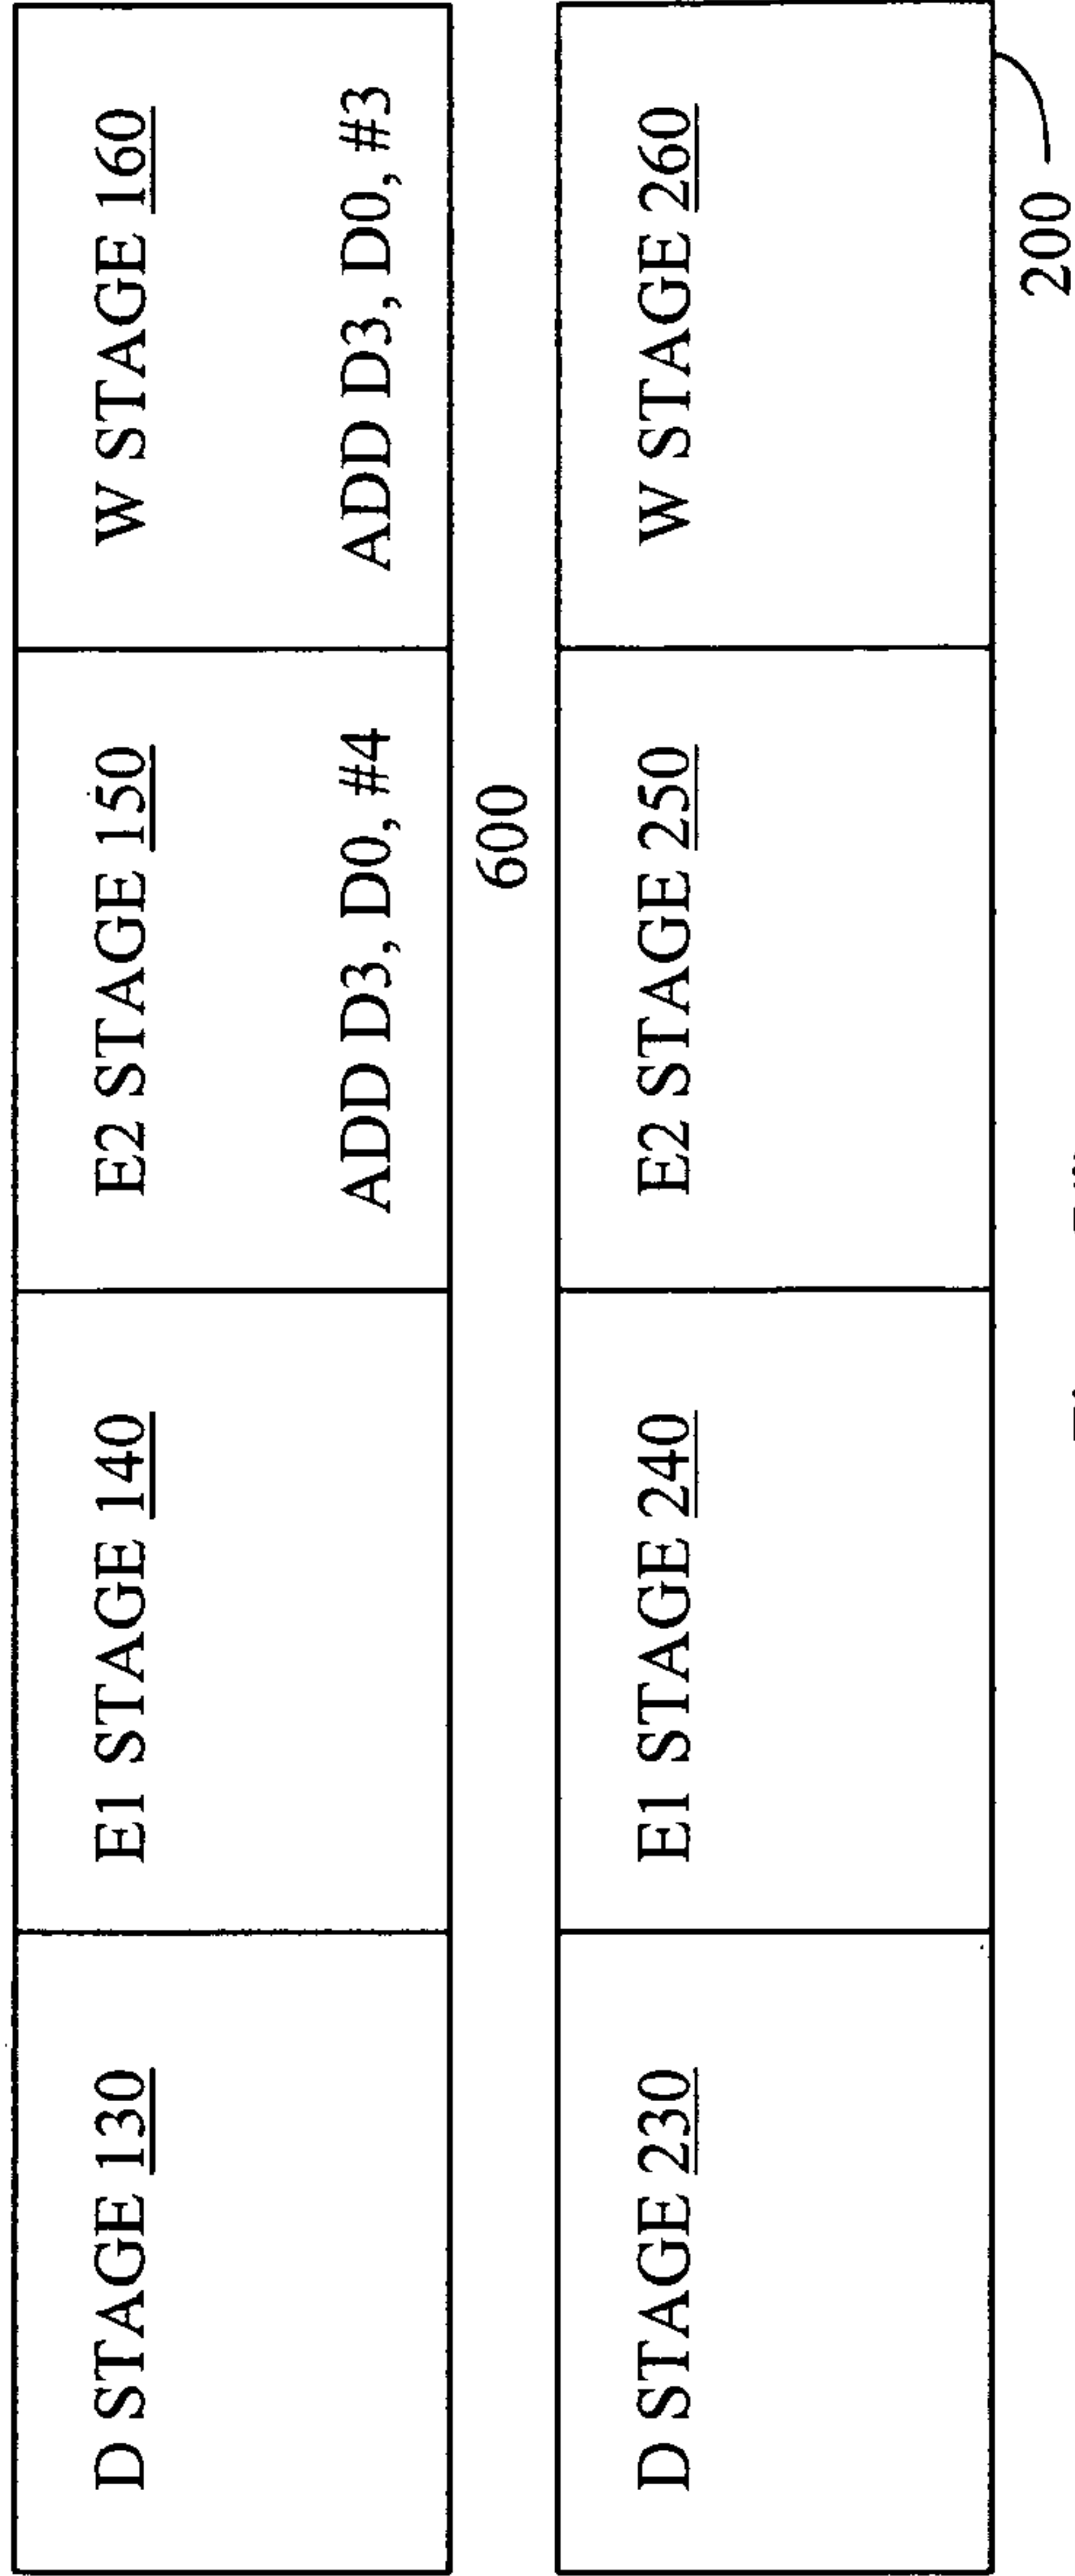 D STAGE 130
E1 STAGE 140
E2 STAGE 150
W STAGE 160
ADD D3, D0, #4
ADD D3, D0, #3
600
D STAGE 230
E1 STAGE 240
E2 STAGE 250
W STAGE 260
200